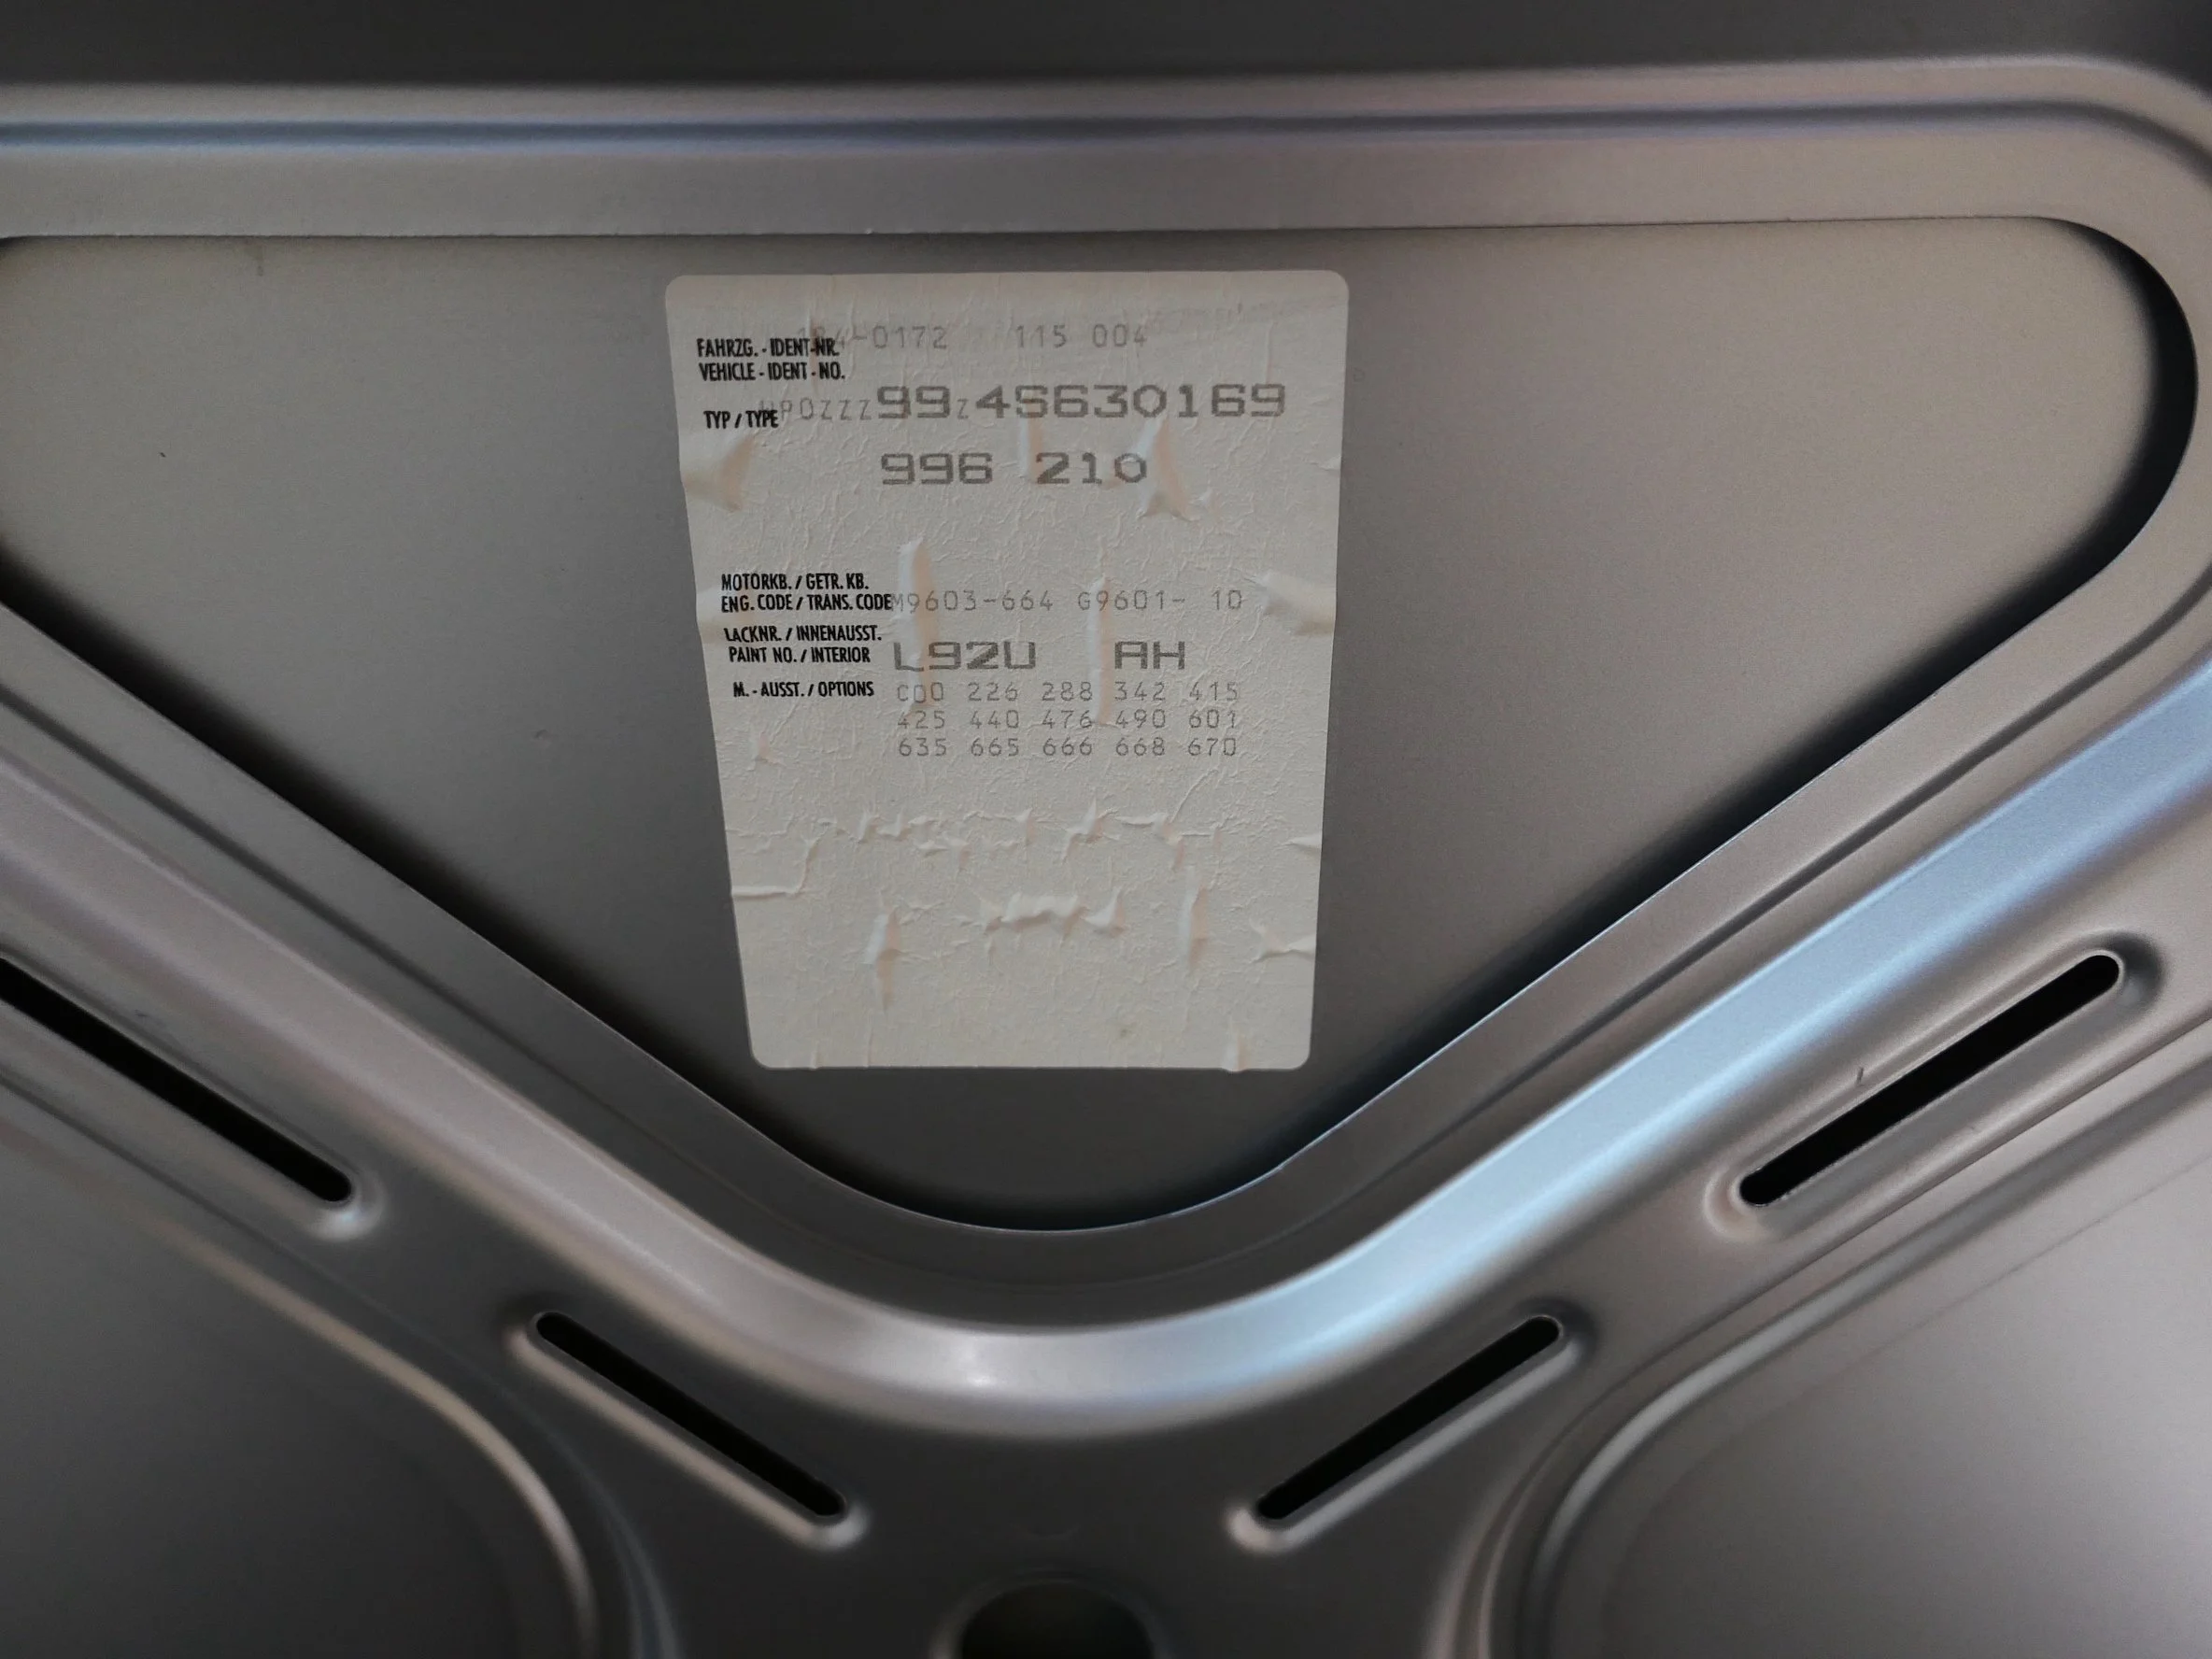 184-0172 115 004
FAHRZG.-IDENT-NR.
VEHICLE-IDENT-NO.
WP0ZZZ99Z4S630169
TYP / TYPE
996 210
MOTORKB. / GETR. KB.
ENG. CODE / TRANS. CODE M9603-664 G9601- 10
LACKNR. / INNENAUSST.
PAINT NO. / INTERIOR L92U AH
M.-AUSST. / OPTIONS C00 226 288 342 415
425 440 476 490 601
635 665 666 668 670